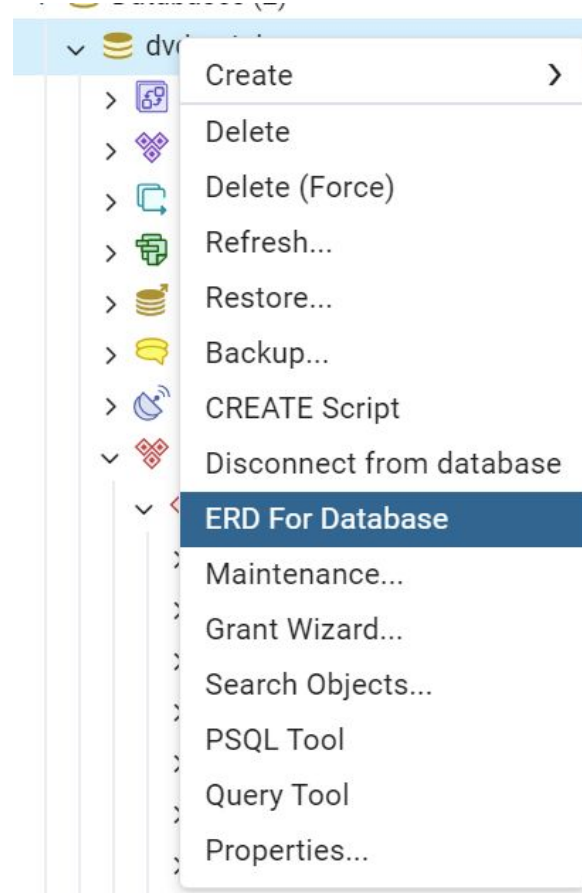 Create
Delete
Delete (Force)
Refresh...
Restore...
Backup...
CREATE Script
Disconnect from database
ERD For Database
Maintenance...
Grant Wizard...
Search Objects...
PSQL Tool
Query Tool
Properties...